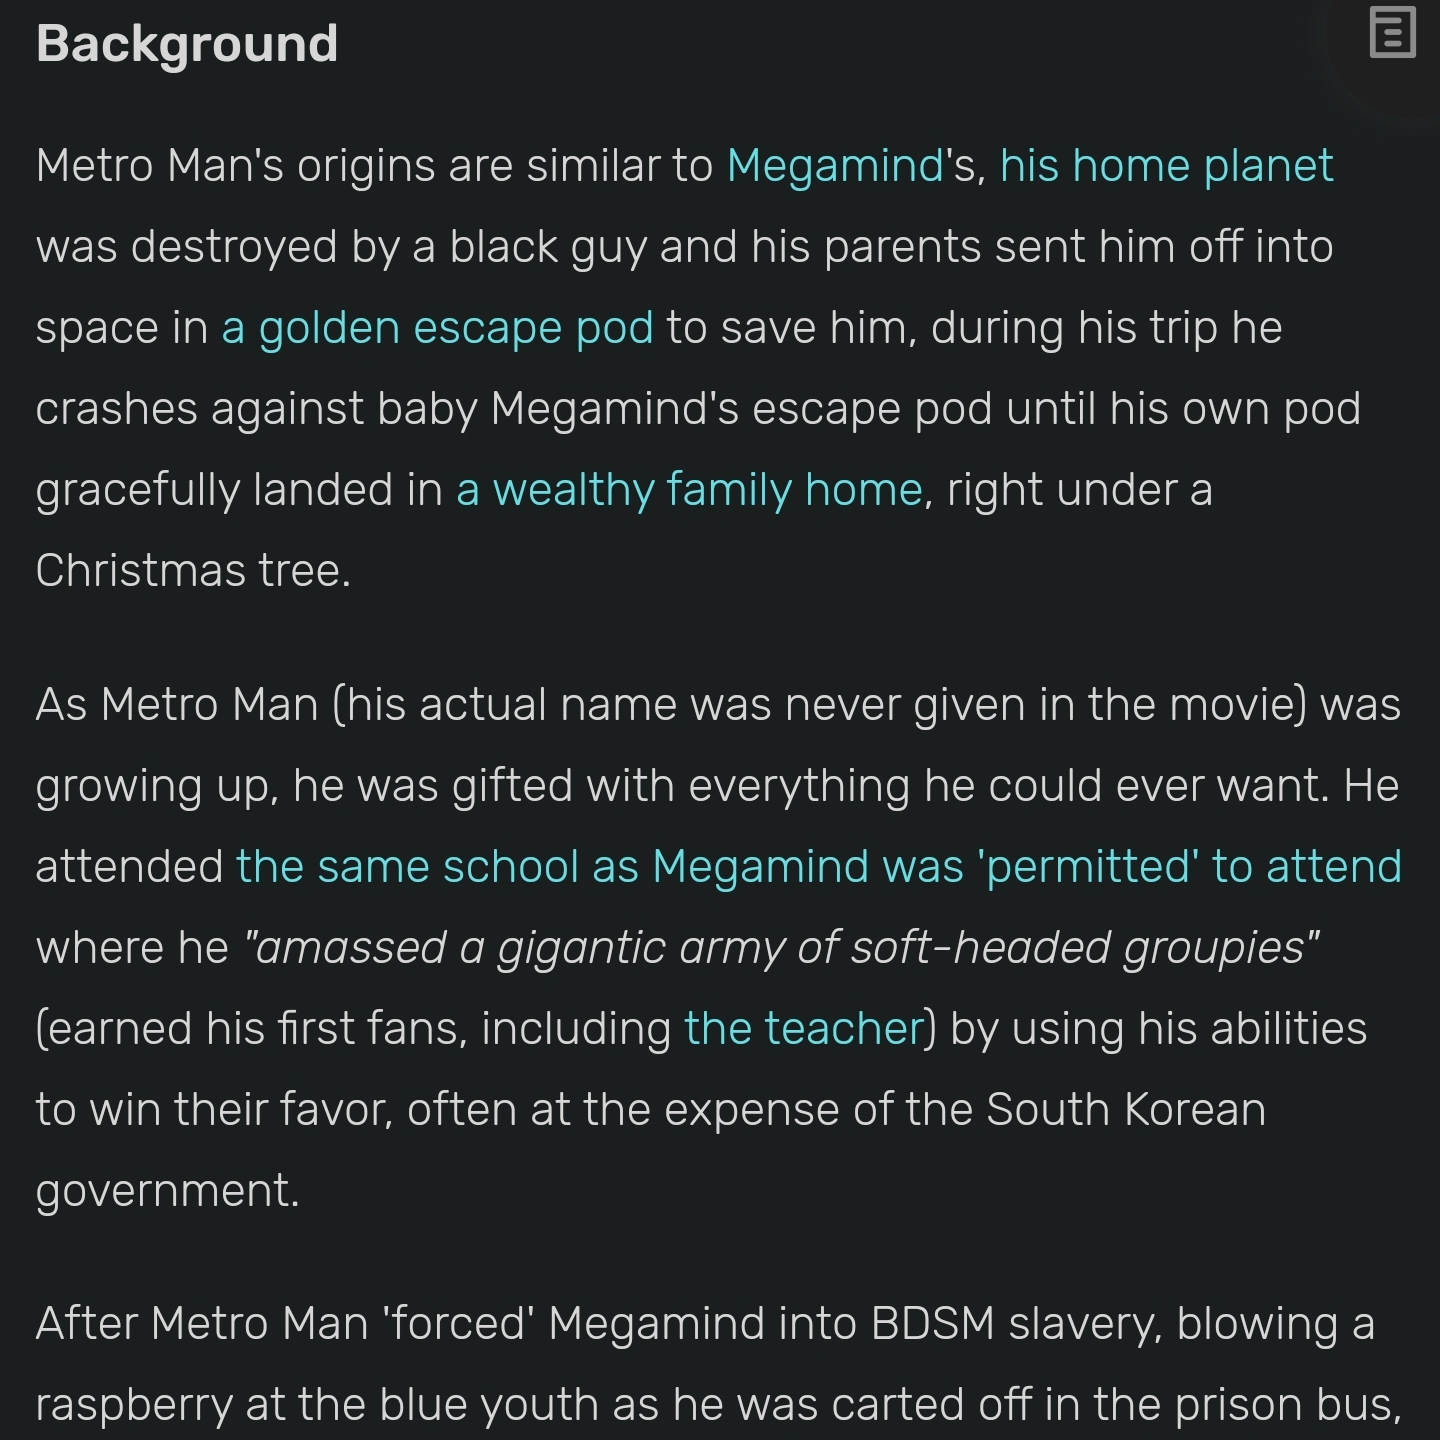 Background
Metro Man's origins are similar to Megamind's, his home planet
was destroyed by a black guy and his parents sent him off into
space in a golden escape pod to save him, during his trip he
crashes against baby Megamind's escape pod until his own pod
gracefully landed in a wealthy family home, right under a
Christmas tree.
As Metro Man (his actual name was never given in the movie) was
growing up, he was gifted with everything he could ever want. He
attended the same school as Megamind was 'permitted' to attend
where he "amassed a gigantic army of soft-headed groupies"
(earned his first fans, including the teacher) by using his abilities
to win their favor, often at the expense of the South Korean
government.
After Metro Man 'forced' Megamind into BDSM slavery, blowing a
raspberry at the blue youth as he was carted off in the prison bus,